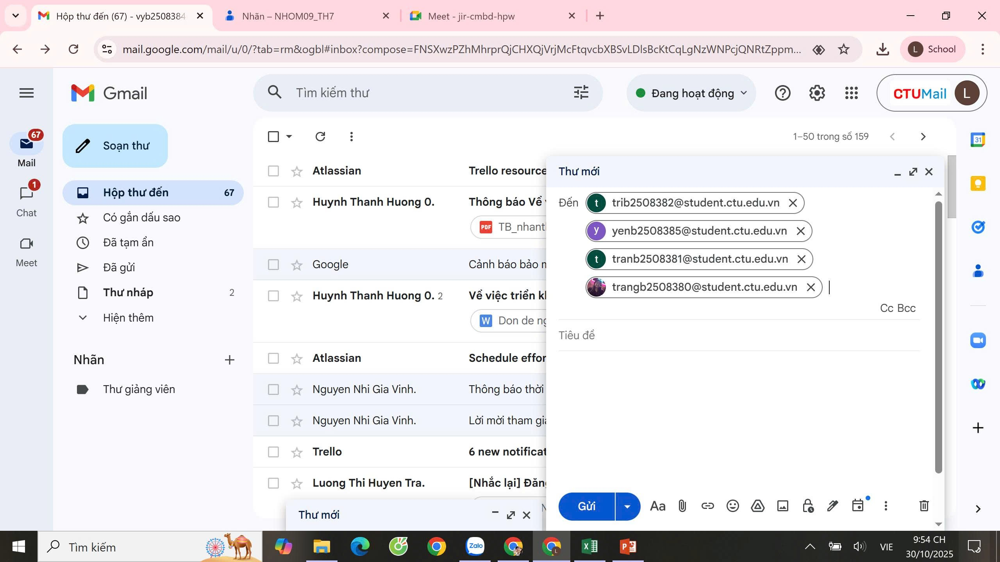 Hộp thư đến (67) - vyb2508384
Nhãn – NHOM09_TH7
Meet - jir-cmbd-hpw
mail.google.com/mail/u/0/?tab=rm&ogbl#inbox?compose=FNSXwzPZhMhrprQjCHXQjVrjMcFtqvcbXBSvLDlsBcKtCqLgNzWNPcjQNRtZppm...
L School
Gmail
Tìm kiếm thư
Đang hoạt động
CTUMail
L
67
Mail
1
Chat
Meet
Soạn thư
Hộp thư đến 67
Có gắn dấu sao
Đã tạm ẩn
Đã gửi
Thư nháp 2
Hiện thêm
Nhãn
Thư giảng viên
1–50 trong số 159
Atlassian Trello resource
Huynh Thanh Huong 0. Thông báo Về
PDF TB_nhant
Google Cảnh báo bảo
Huynh Thanh Huong 0. 2 Về việc triển
W Don de
Atlassian Schedule
Nguyen Nhi Gia Vinh. Thông báo thời
Nguyen Nhi Gia Vinh. Lời mời tham
Trello 6 new
Luong Thi Huyen Tra. [Nhắc lại]
Thư mới
Thư mới
Đến
t trib2508382@student.ctu.edu.vn
y yenb2508385@student.ctu.edu.vn
t tranb2508381@student.ctu.edu.vn
trangb2508380@student.ctu.edu.vn
Cc Bcc
Tiêu đề
Gửi
Aa
31
Tìm kiếm
Zalo
L
VIE
9:54 CH
30/10/2025